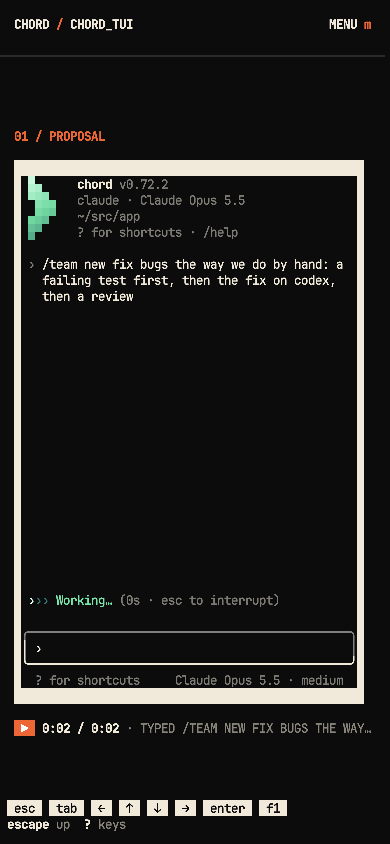 CHORD / CHORD_TUI MENU m
01 / PROPOSAL
chord v0.72.2
claude · Claude Opus 5.5
~/src/app
? for shortcuts · /help
› /team new fix bugs the way we do by hand: a
failing test first, then the fix on codex,
then a review
››› Working… (0s · esc to interrupt)
›
? for shortcuts Claude Opus 5.5 · medium
0:02 / 0:02 · TYPED /TEAM NEW FIX BUGS THE WAY…
esc tab ← ↑ ↓ → enter f1
escape up ? keys